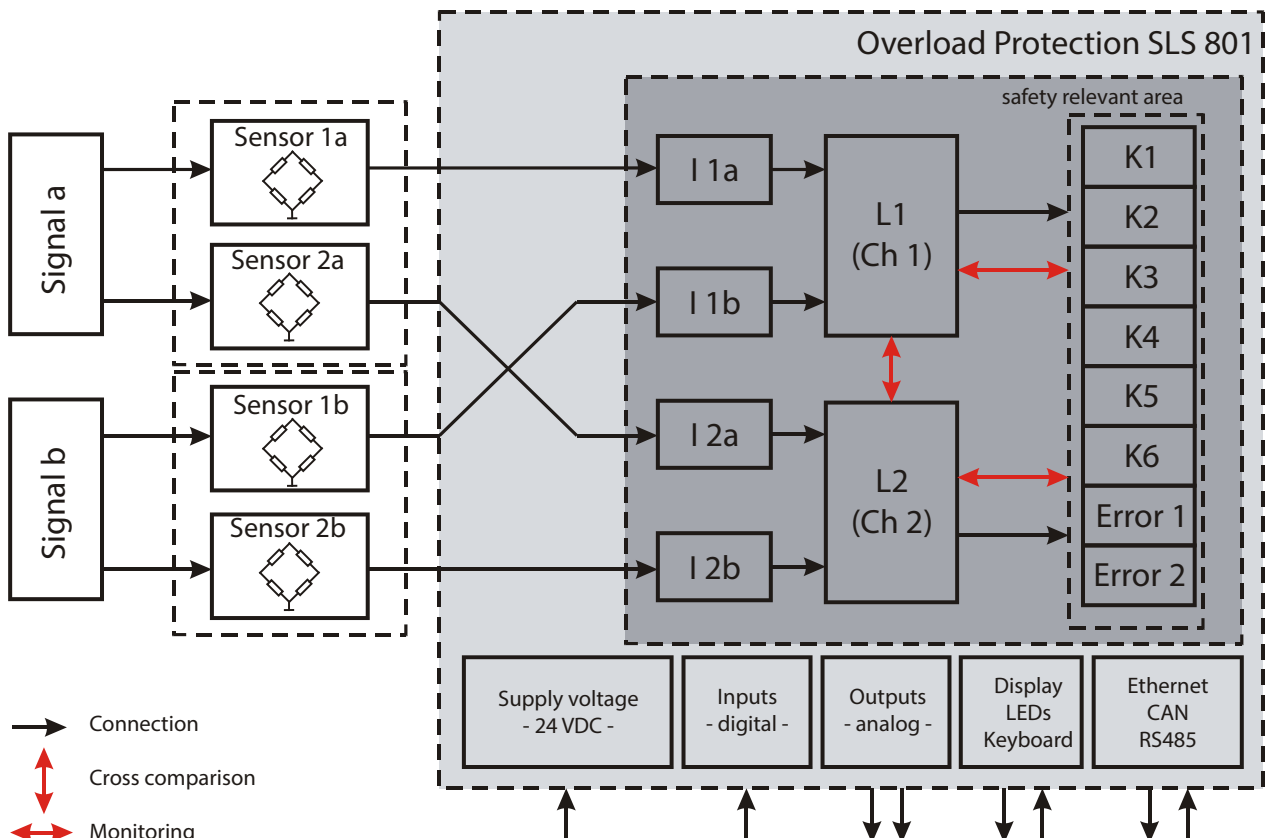 Overload Protection SLS 801
safety relevant area
Signal a
Signal b
Sensor 1a
Sensor 2a
Sensor 1b
Sensor 2b
I 1a
I 1b
I 2a
I 2b
L1
(Ch 1)
L2
(Ch 2)
K1
K2
K3
K4
K5
K6
Error 1
Error 2
Supply voltage
- 24 VDC -
Inputs
- digital -
Outputs
- analog -
Display
LEDs
Keyboard
Ethernet
CAN
RS485
Connection
Cross comparison
Monitoring